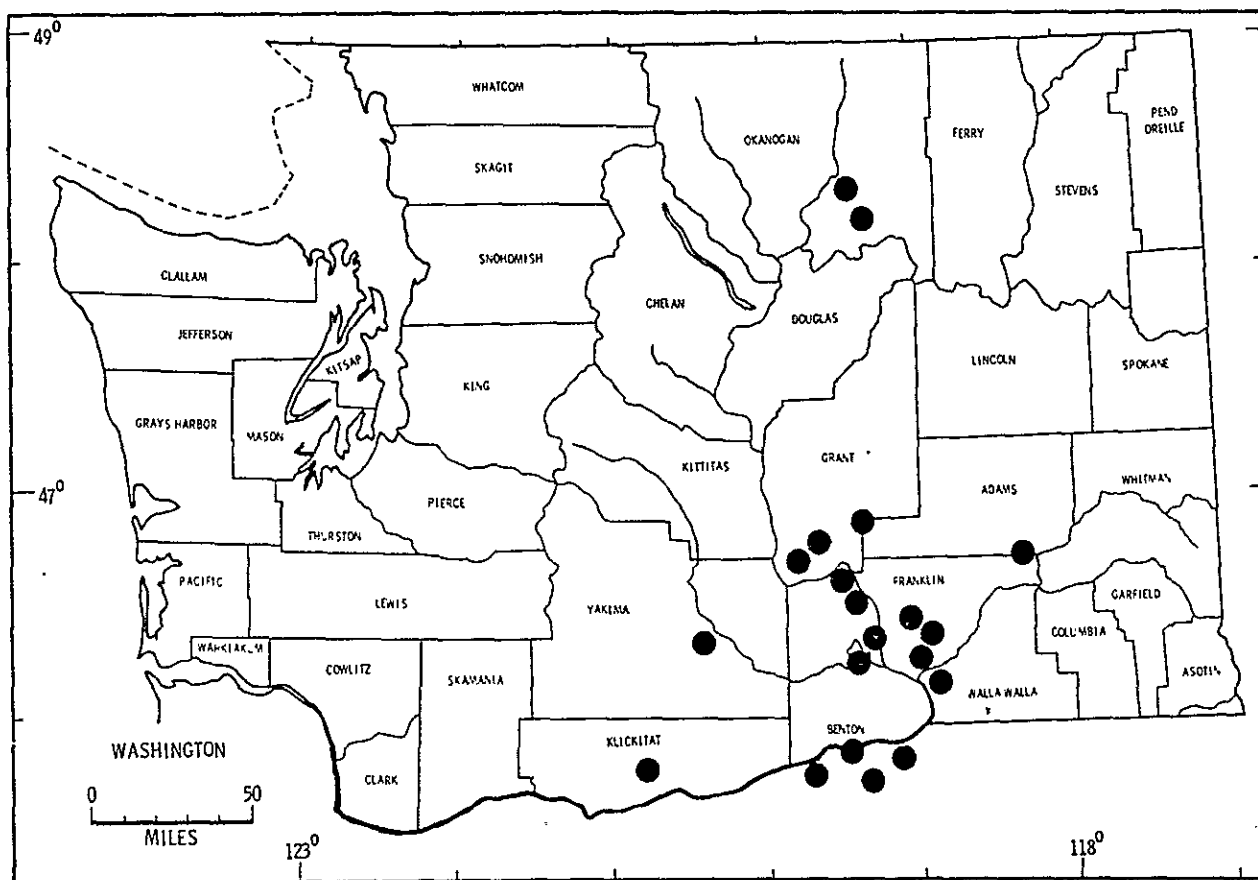 49°
WHATCOM
PEND
OREILLE
OKANOGAN
FERRY
SKAGIT
STEVENS
SNOHOMISH
CLALLAM
CHELAN
DOUGLAS
JEFFERSON
KITSAP
KING
LINCOLN
SPOKANE
GRAYS HARBOR
MASON
GRANT
KITTITAS
47°
ADAMS
WHITMAN
PIERCE
THURSTON
PACIFIC
FRANKLIN
LEWIS
YAKIMA
GARFIELD
COLUMBIA
WAHKIAKUM
COWLITZ
SKAMANIA
ASOTIN
WALLA WALLA
BENTON
KLICKITAT
WASHINGTON
CLARK
0 50
MILES
123° 118°